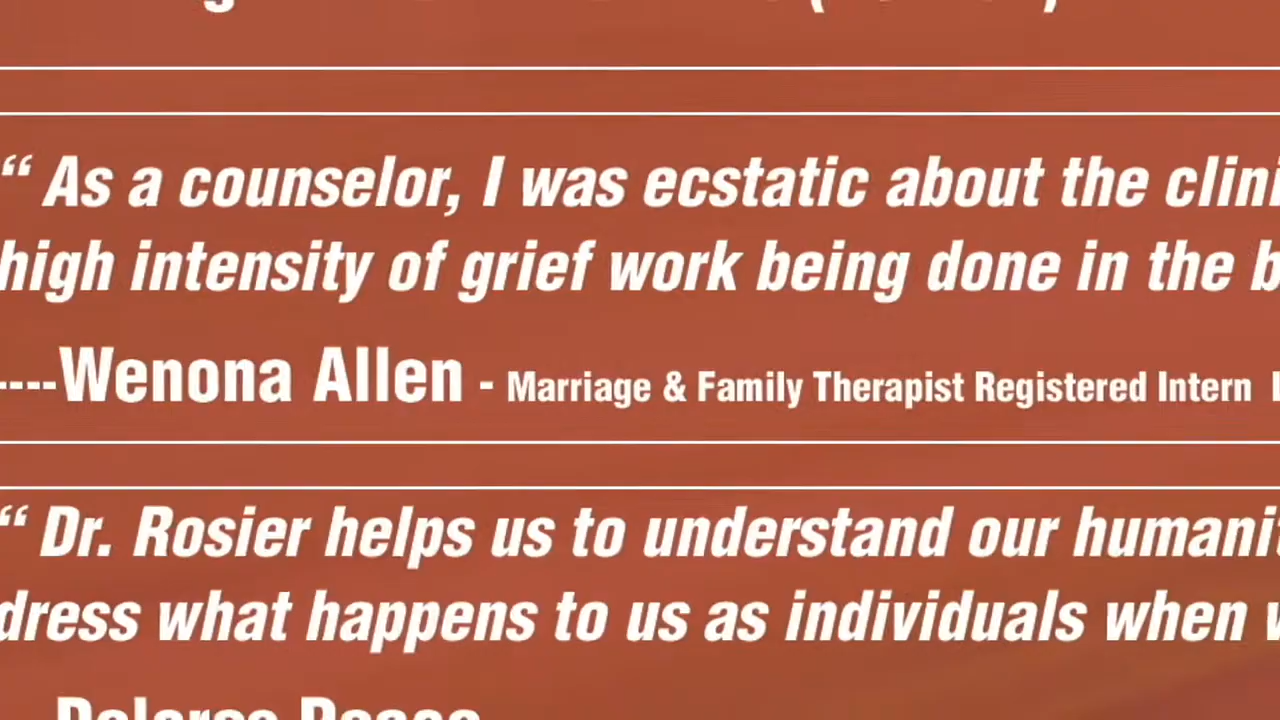 “ As a counselor, I was ecstatic about the clini
high intensity of grief work being done in the b
----Wenona Allen - Marriage & Family Therapist Registered Intern
“ Dr. Rosier helps us to understand our humani
dress what happens to us as individuals when